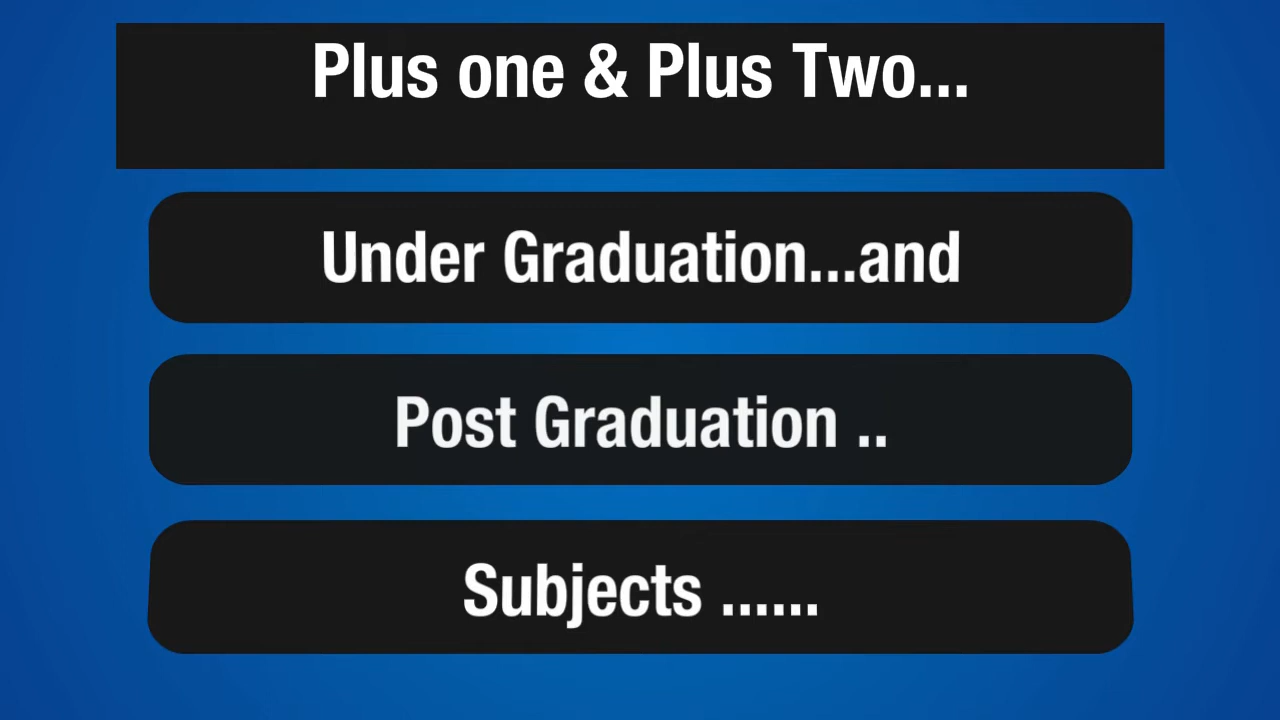 Plus one & Plus Two...
Under Graduation...and
Post Graduation ..
Subjects ......